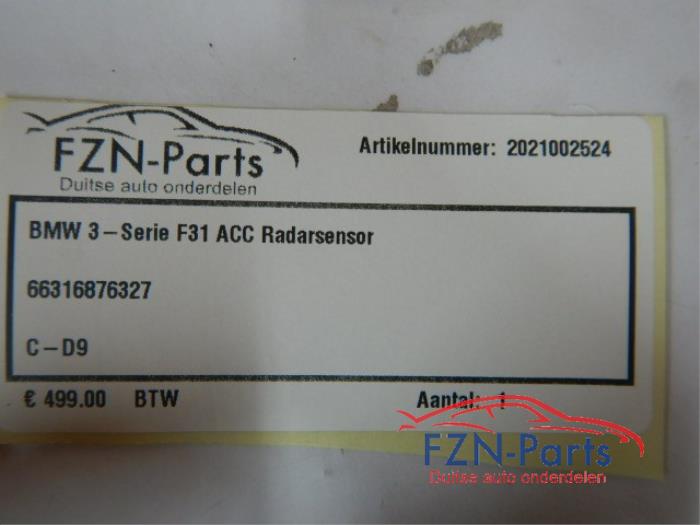 FZN-Parts
Duitse auto onderdelen
Artikelnummer: 2021002524
BMW 3-Serie F31 ACC Radarsensor
66316876327
C-D9
€ 499.00 BTW
Aantal: 1
FZN-Parts
Duitse auto onderdelen